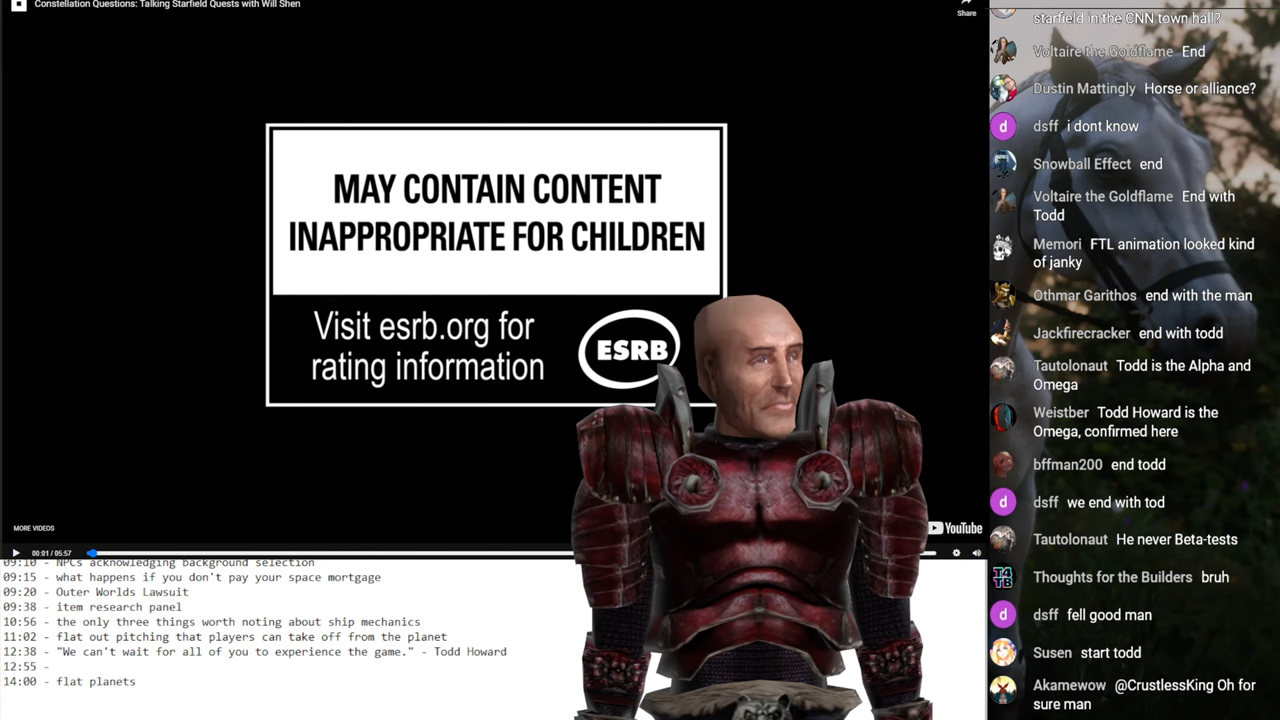 Constellation Questions: Talking Starfield Quests with Will Shen
Share
MAY CONTAIN CONTENT
INAPPROPRIATE FOR CHILDREN
Visit esrb.org for
rating information
ESRB
MORE VIDEOS
YouTube
00:01 / 05:57
09:10 - NPCs acknowledging background selection
09:15 - what happens if you don't pay your space mortgage
09:20 - Outer Worlds Lawsuit
09:38 - item research panel
10:56 - the only three things worth noting about ship mechanics
11:02 - flat out pitching that players can take off from the planet
12:38 - "We can't wait for all of you to experience the game." - Todd Howard
12:55 -
14:00 - flat planets
starfield in the CNN town hall?
Voltaire the Goldflame End
Dustin Mattingly Horse or alliance?
d dsff i dont know
Snowball Effect end
Voltaire the Goldflame End with
Todd
Memori FTL animation looked kind
of janky
Othmar Garithos end with the man
Jackfirecracker end with todd
Tautolonaut Todd is the Alpha and
Omega
Weistber Todd Howard is the
Omega, confirmed here
bffman200 end todd
d dsff we end with tod
Tautolonaut He never Beta-tests
Thoughts for the Builders bruh
d dsff fell good man
Susen start todd
Akamewow @CrustlessKing Oh for
sure man